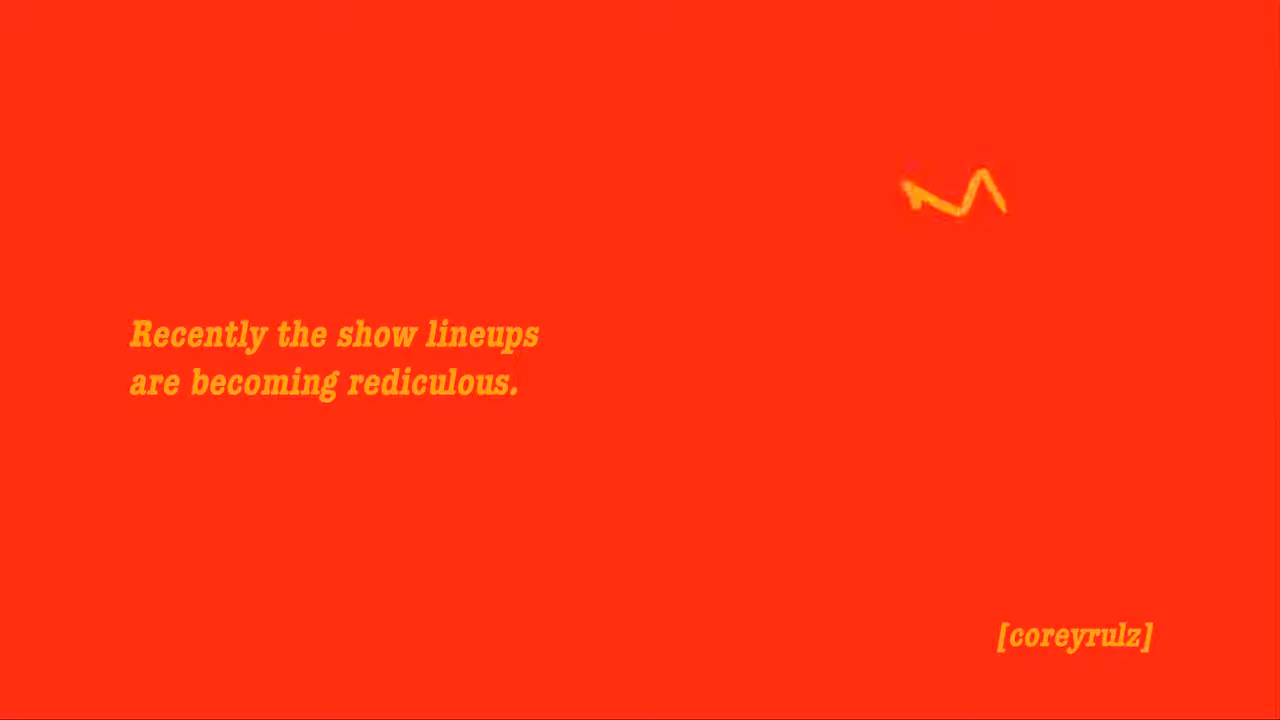 Recently the show lineups
are becoming rediculous.
[coreyrulz]